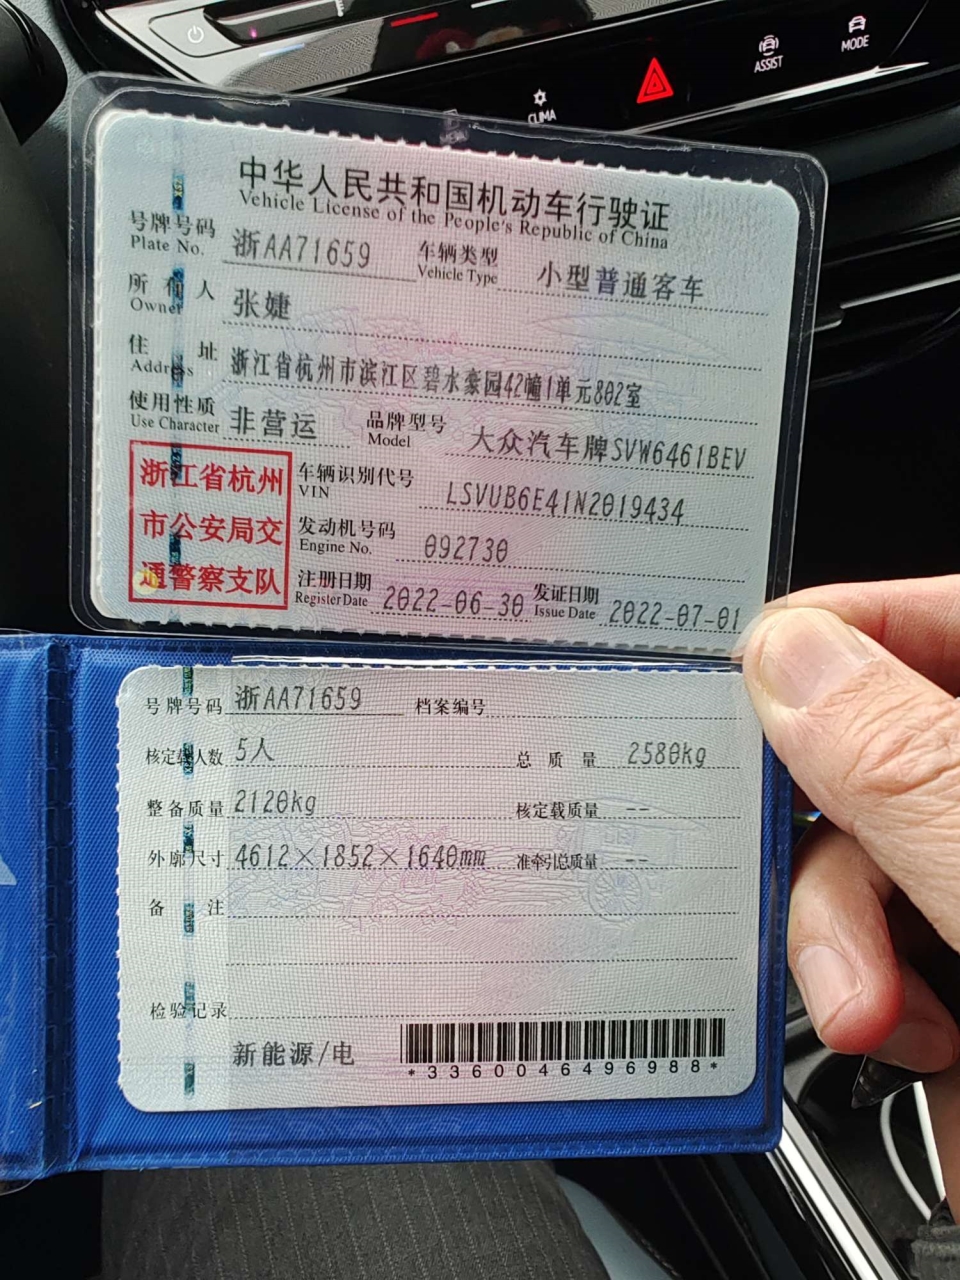 CLIMA
ASSIST
MODE
中华人民共和国机动车行驶证
Vehicle License of the People's Republic of China
号牌号码 浙AA71659 车辆类型 小型普通客车
Plate No. Vehicle Type
所有人 张婕
Owner
住址 浙江省杭州市滨江区碧水豪园42幢1单元802室
Address
使用性质 非营运 品牌型号 大众汽车牌SVW6461BEV
Use Character Model
浙江省杭州
市公安局交
通警察支队
车辆识别代号 LSVUB6E41N2019434
VIN
发动机号码 092730
Engine No.
注册日期 2022-06-30 发证日期 2022-07-01
Register Date Issue Date
号牌号码 浙AA71659 档案编号
核定载人数 5人 总质量 2580kg
整备质量 2120kg 核定载质量 --
外廓尺寸 4612×1852×1640mm 准牵引总质量 --
备注
检验记录
新能源/电
*3360046496988*